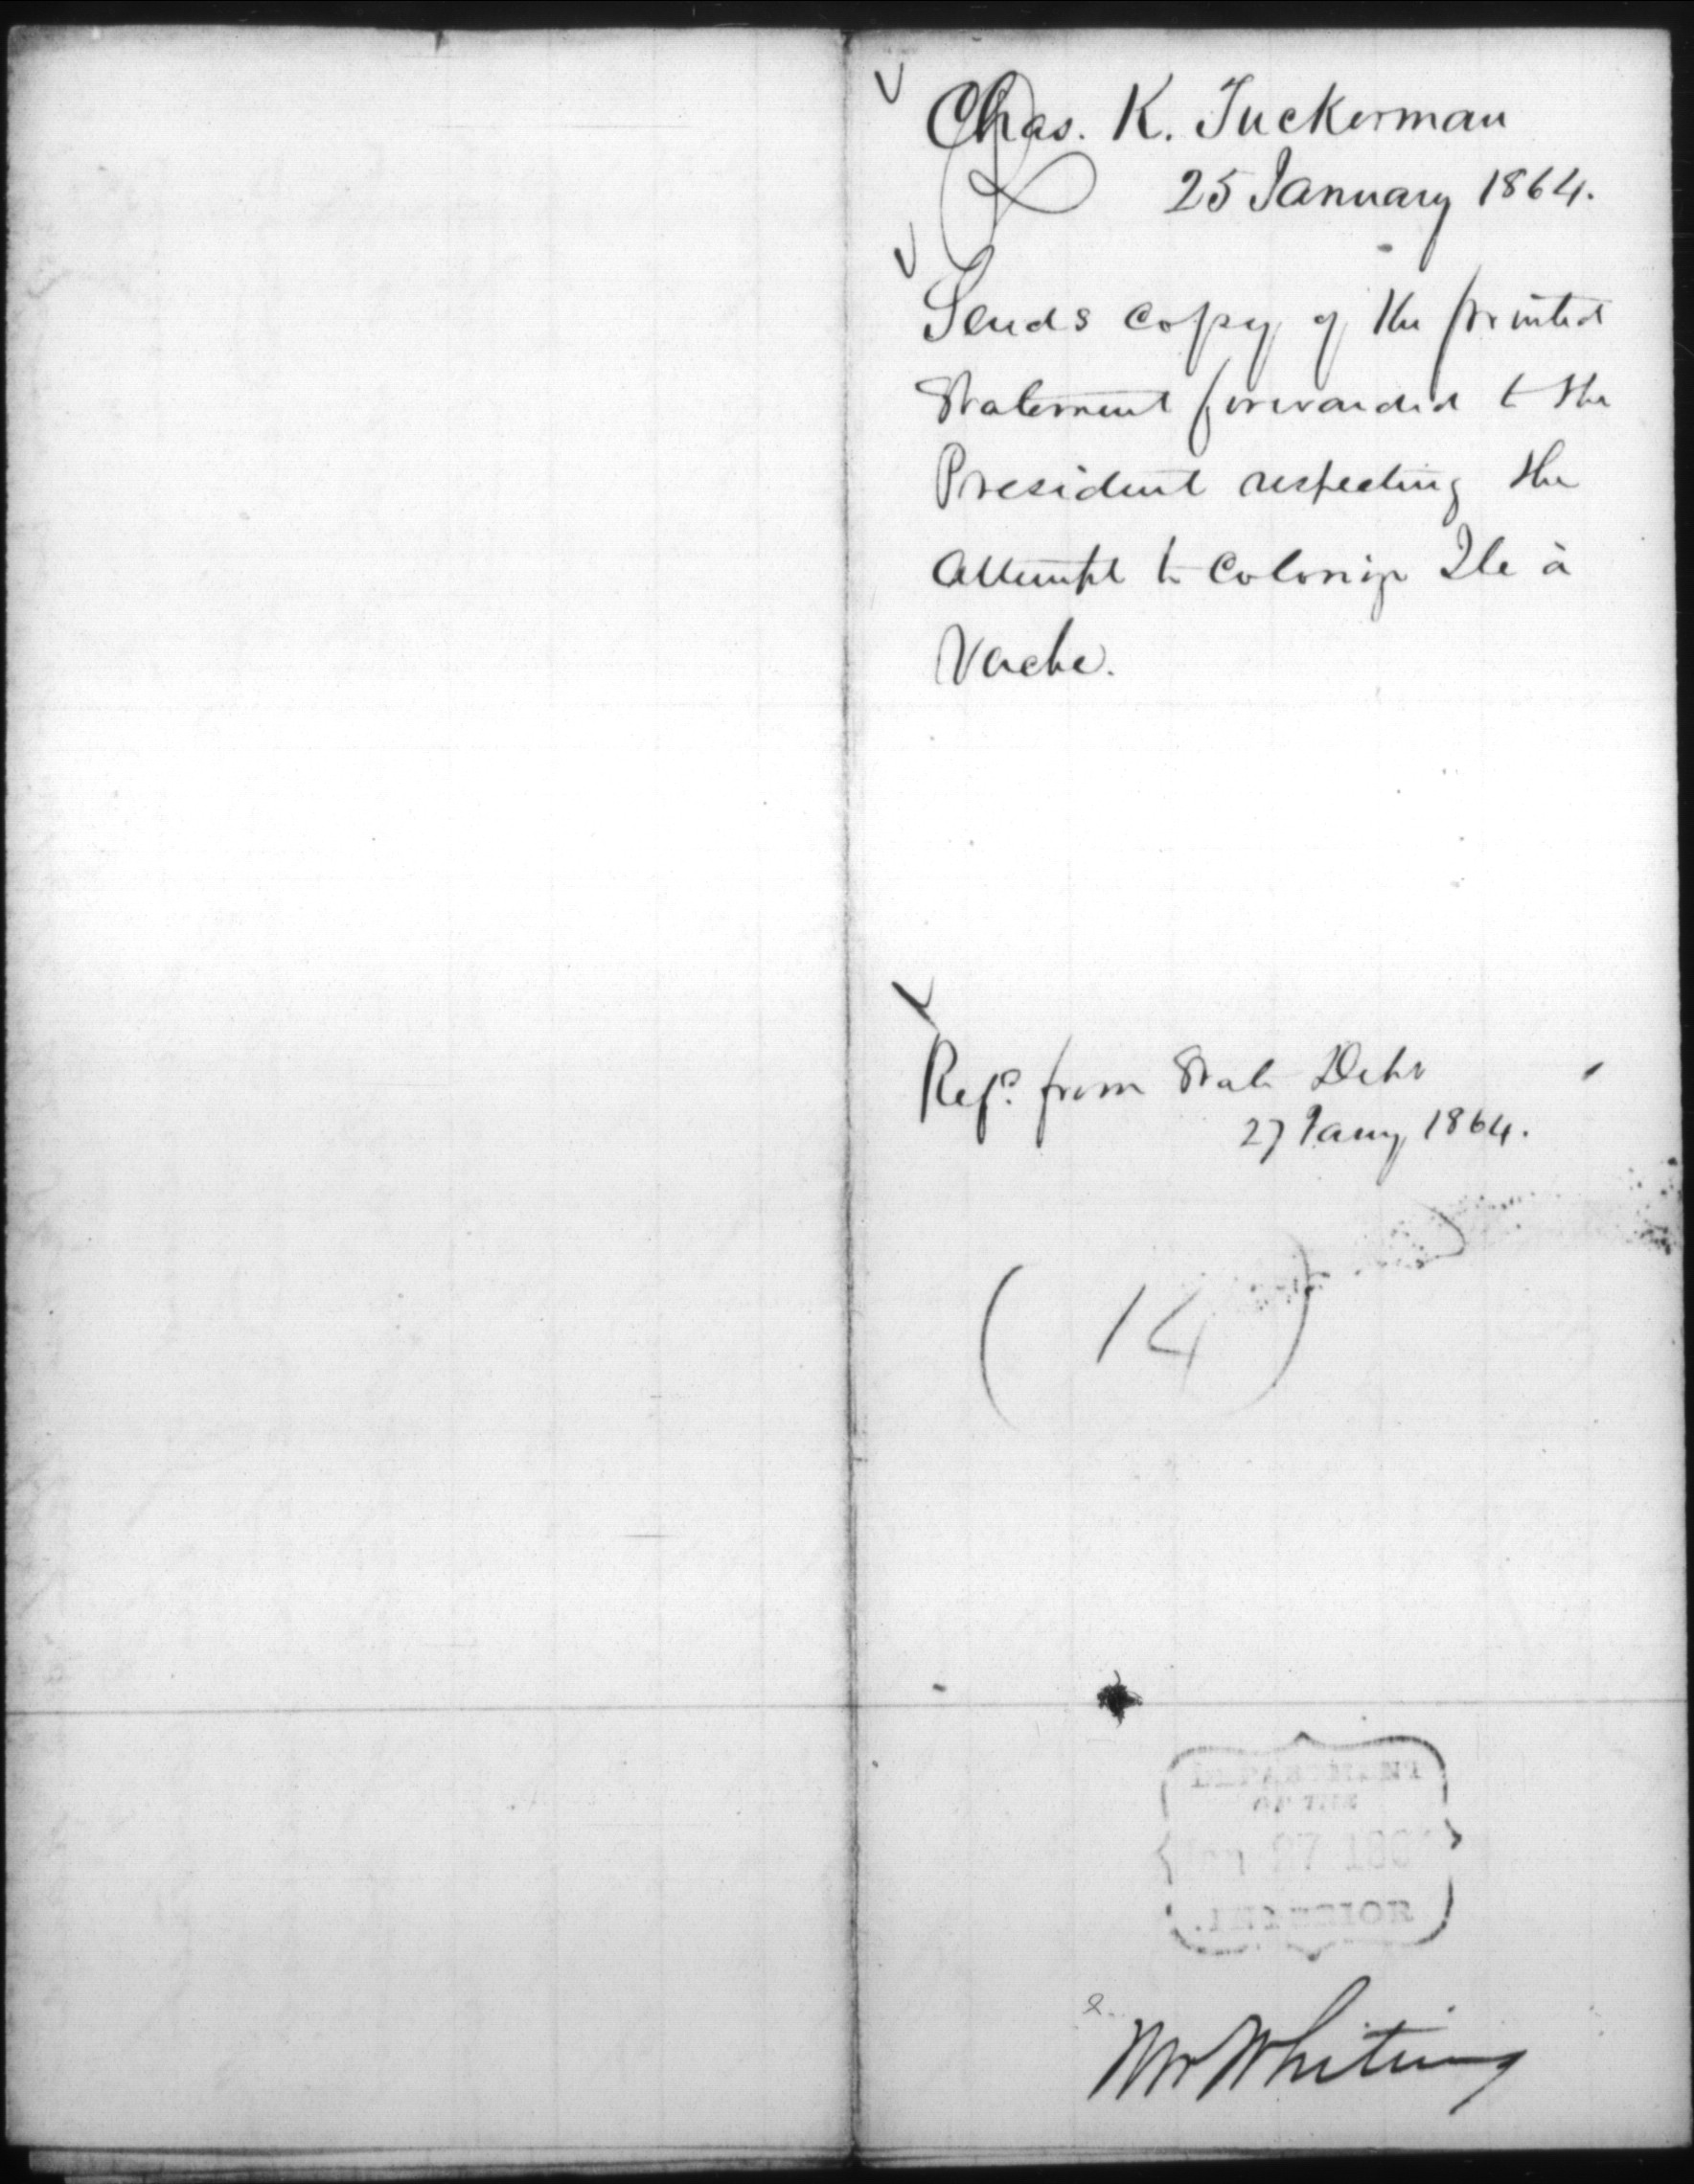 Chas. K. Tuckerman
25 January 1864.
Sends copy of the printed
Statement forwarded to the
President respecting the
attempt to Colonize Ile à
Vache.
Refd. from State Dept
27 Jany 1864.
( 14 )
DEPARTMENT
OF THE
Jan 27 186
INTERIOR
Mr Whiting